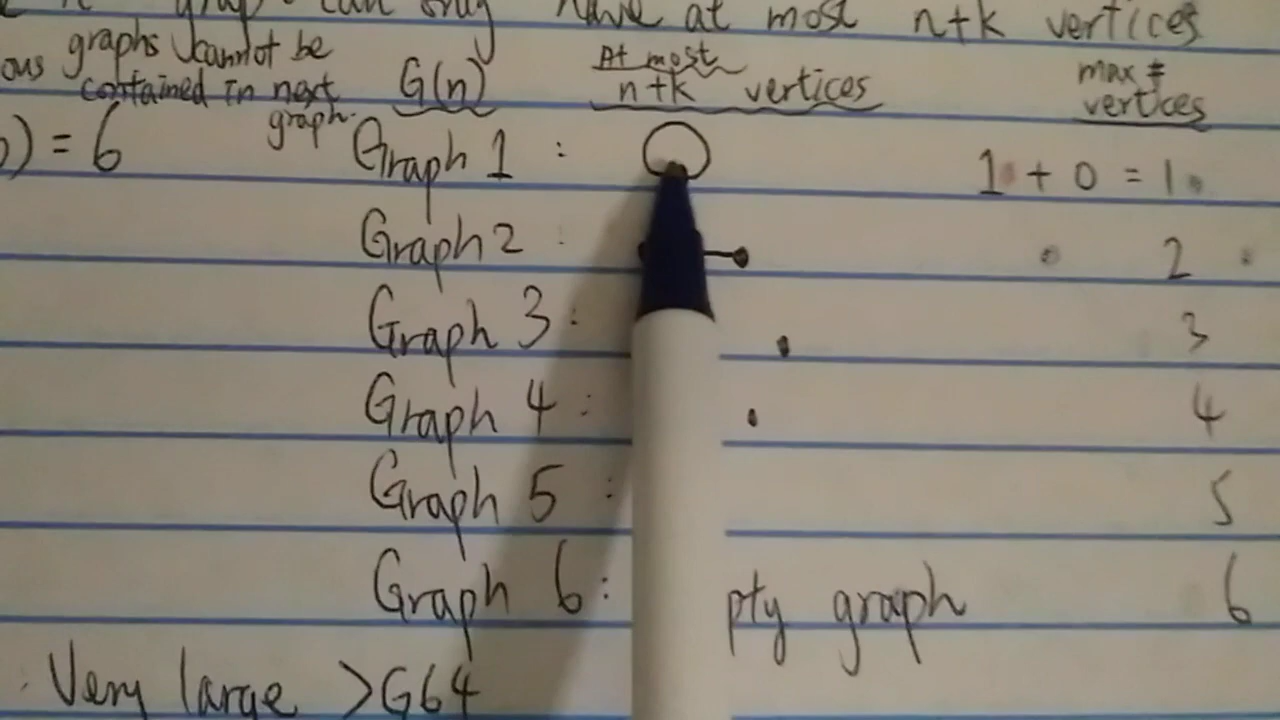 can only have at most n+k vertices
ous graphs cannot be contained in next graph.
G(n) At most n+k vertices max # vertices
) = 6
Graph 1 : 1 + 0 = 1
Graph 2 : 2
Graph 3 : 3
Graph 4 : 4
Graph 5 : 5
Graph 6 : pty graph 6
Very large >G64